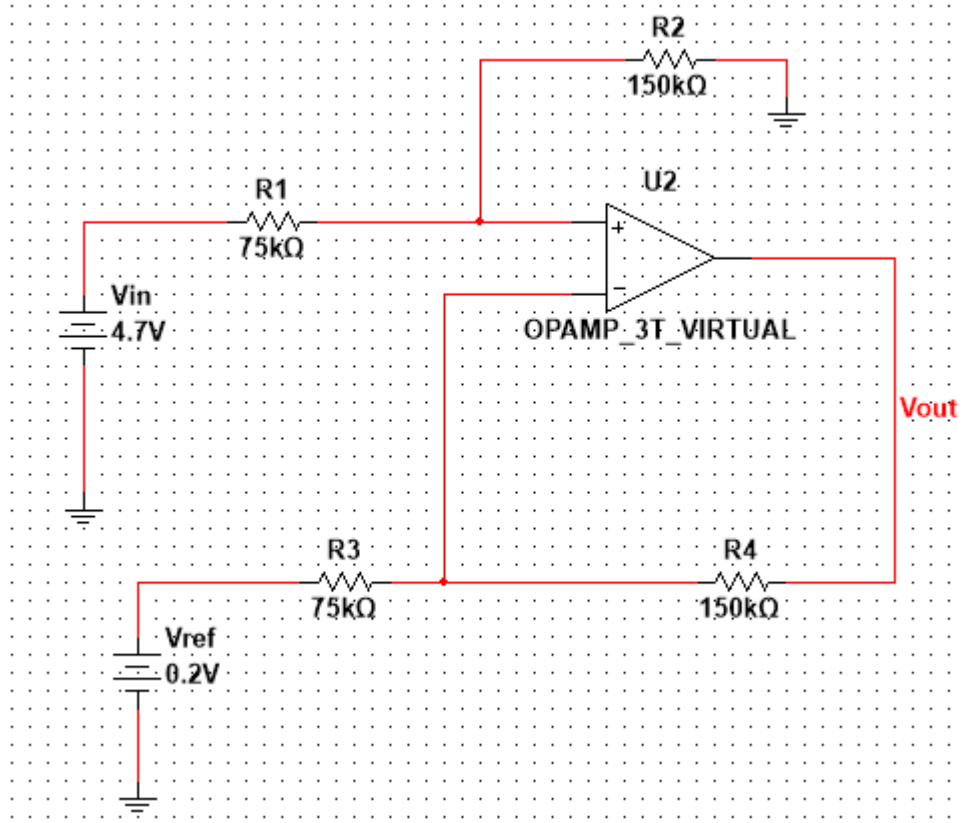 R2
150kΩ
U2
R1
75kΩ
+
−
Vin
4.7V
OPAMP_3T_VIRTUAL
Vout
R3
75kΩ
R4
150kΩ
Vref
0.2V